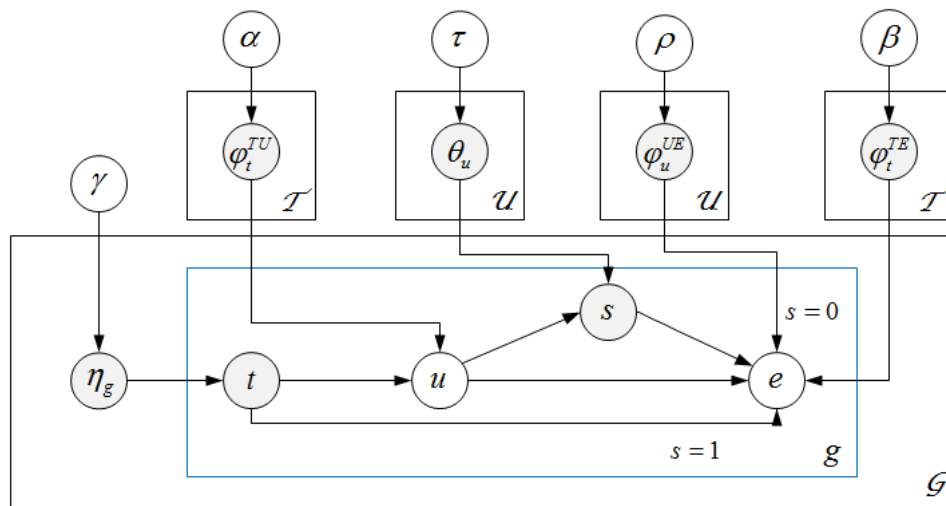 α τ ρ β
φ_t^{TU} θ_u φ_u^{UE} φ_t^{TE}
γ
𝒯 𝒰 𝒰 𝒯
s
s = 0
η_g t u e
s = 1 g
𝒢